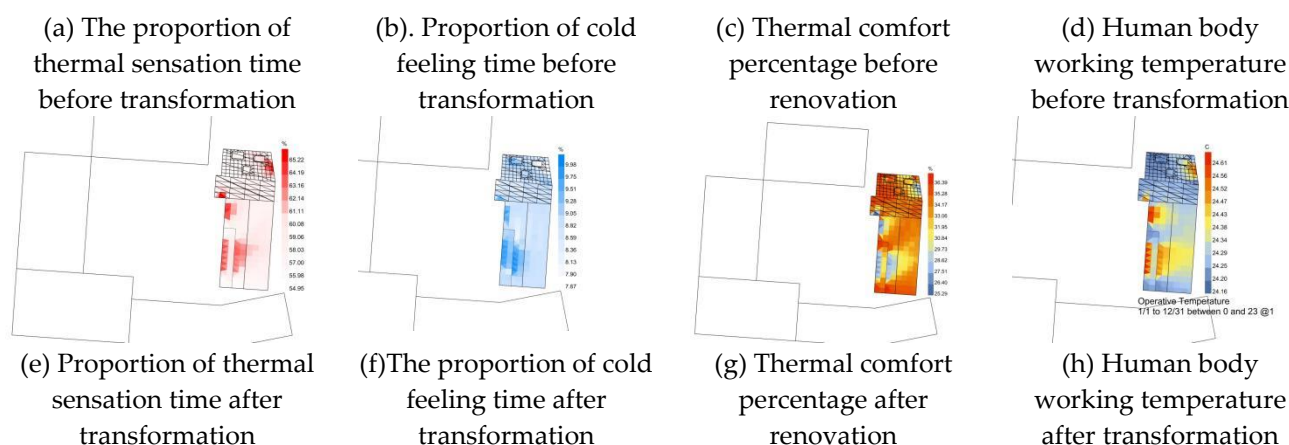 (a) The proportion of
thermal sensation time
before transformation
(b). Proportion of cold
feeling time before
transformation
(c) Thermal comfort
percentage before
renovation
(d) Human body
working temperature
before transformation
%
65.22
64.19
63.16
62.14
61.11
60.08
59.06
58.03
57.00
55.98
54.95
%
9.98
9.75
9.51
9.28
9.05
8.82
8.59
8.36
8.13
7.90
7.67
%
36.39
35.28
34.17
33.06
31.95
30.84
29.73
28.62
27.51
26.40
25.29
C
24.61
24.56
24.52
24.47
24.43
24.38
24.34
24.29
24.25
24.20
24.16
Operative Temperature
1/1 to 12/31 between 0 and 23 @1
(e) Proportion of thermal
sensation time after
transformation
(f)The proportion of cold
feeling time after
transformation
(g) Thermal comfort
percentage after
renovation
(h) Human body
working temperature
after transformation